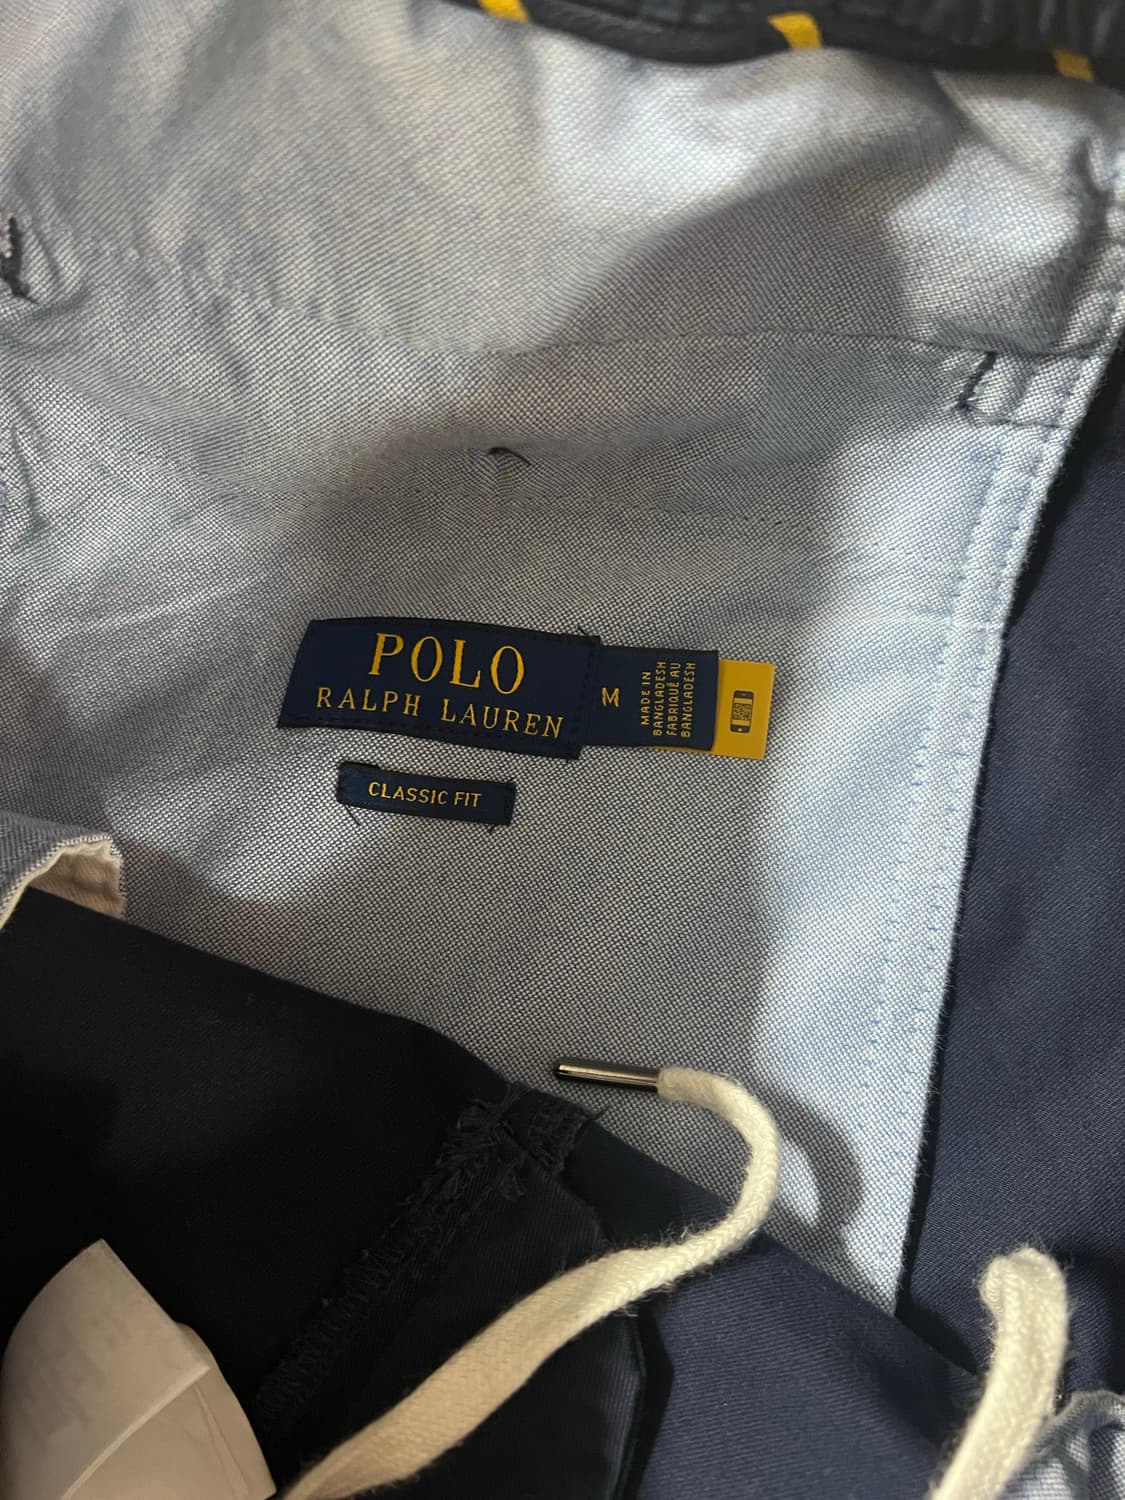 POLO
RALPH LAUREN
M
MADE IN
BANGLADESH
FABRIQUÉ AU
BANGLADESH
CLASSIC FIT